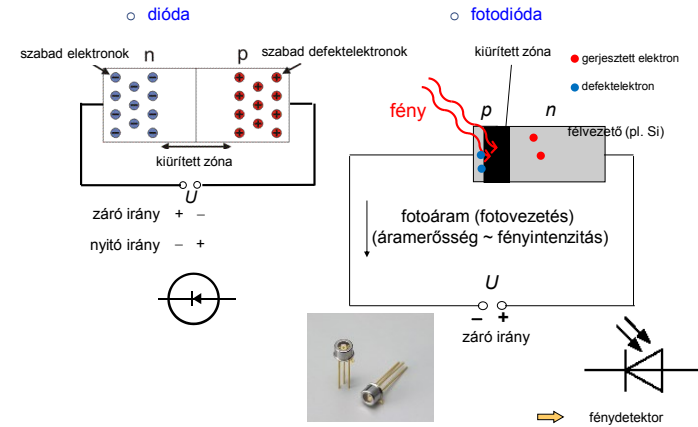 ○ dióda
szabad elektronok n p szabad defektelektronok
kiürített zóna
U
záró irány + –
nyitó irány – +
○ fotodióda
kiürített zóna
gerjesztett elektron
defektelektron
fény
p n
félvezető (pl. Si)
fotoáram (fotovezetés)
(áramerősség ~ fényintenzitás)
U
– +
záró irány
fénydetektor